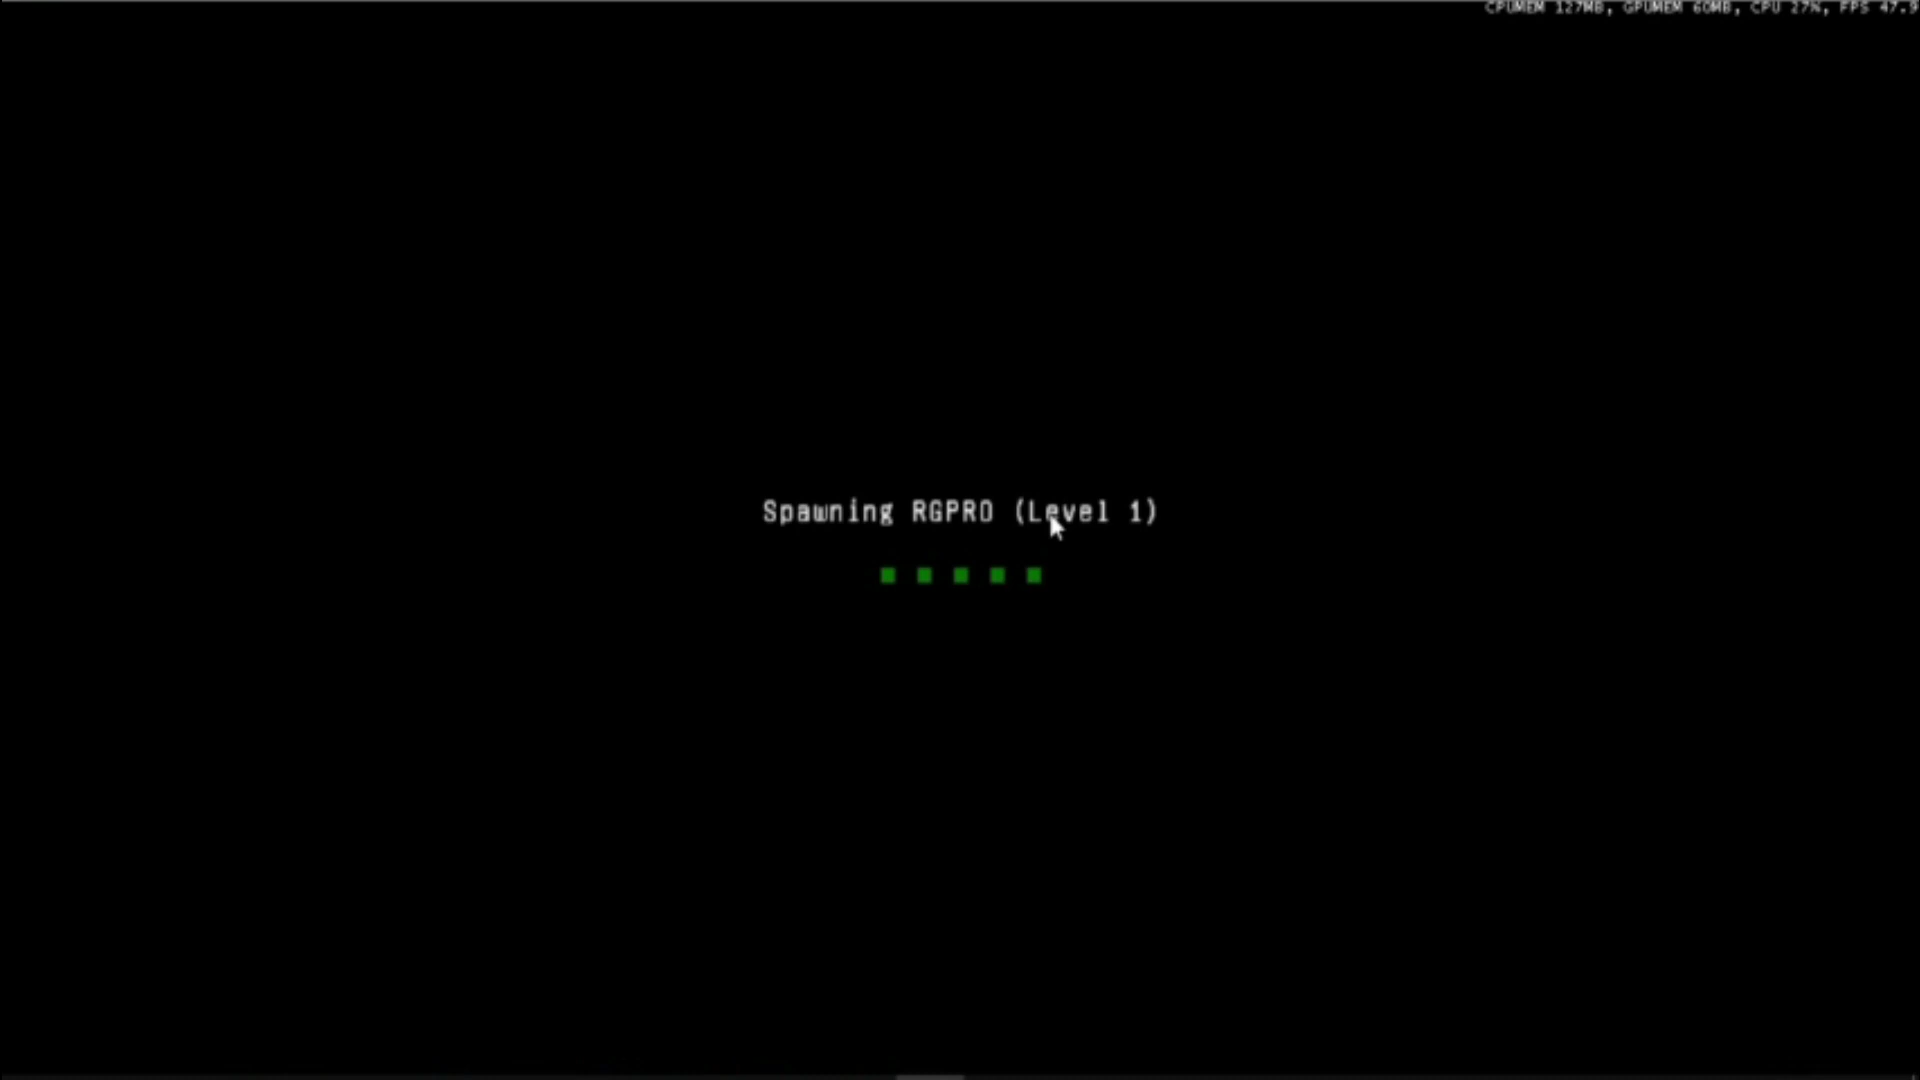 CPUMEM 127MB, GPUMEM 60MB, CPU 27%, FPS 47.9
Spawning RGPRO (Level 1)